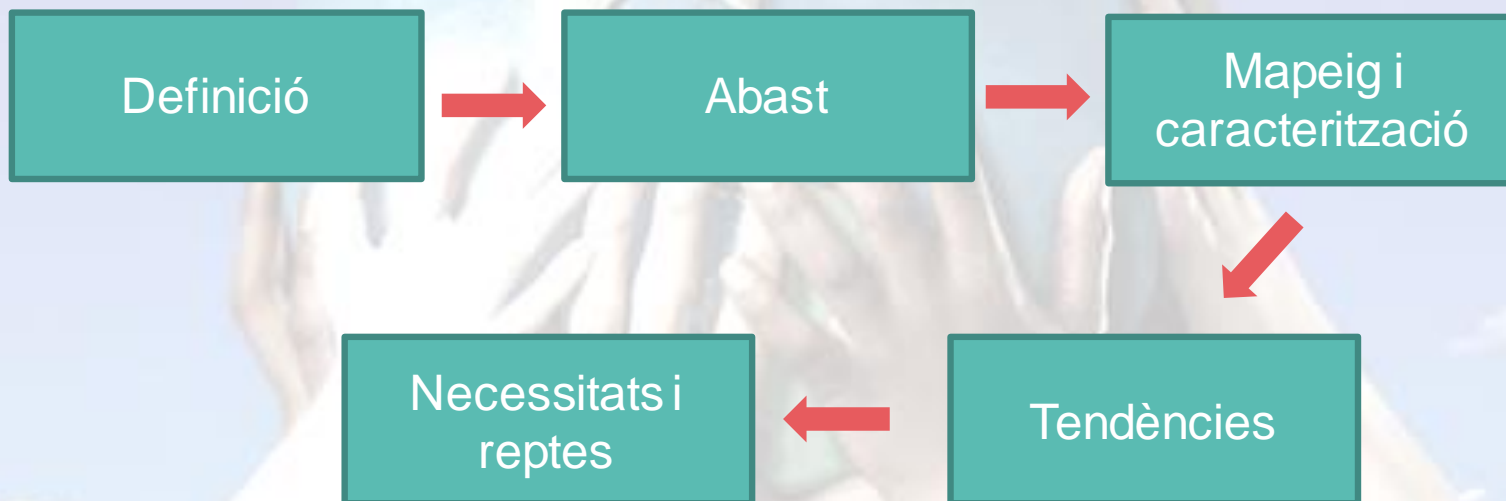 Definició
Abast
Mapeig i
caracterització
Tendències
Necessitats i
reptes